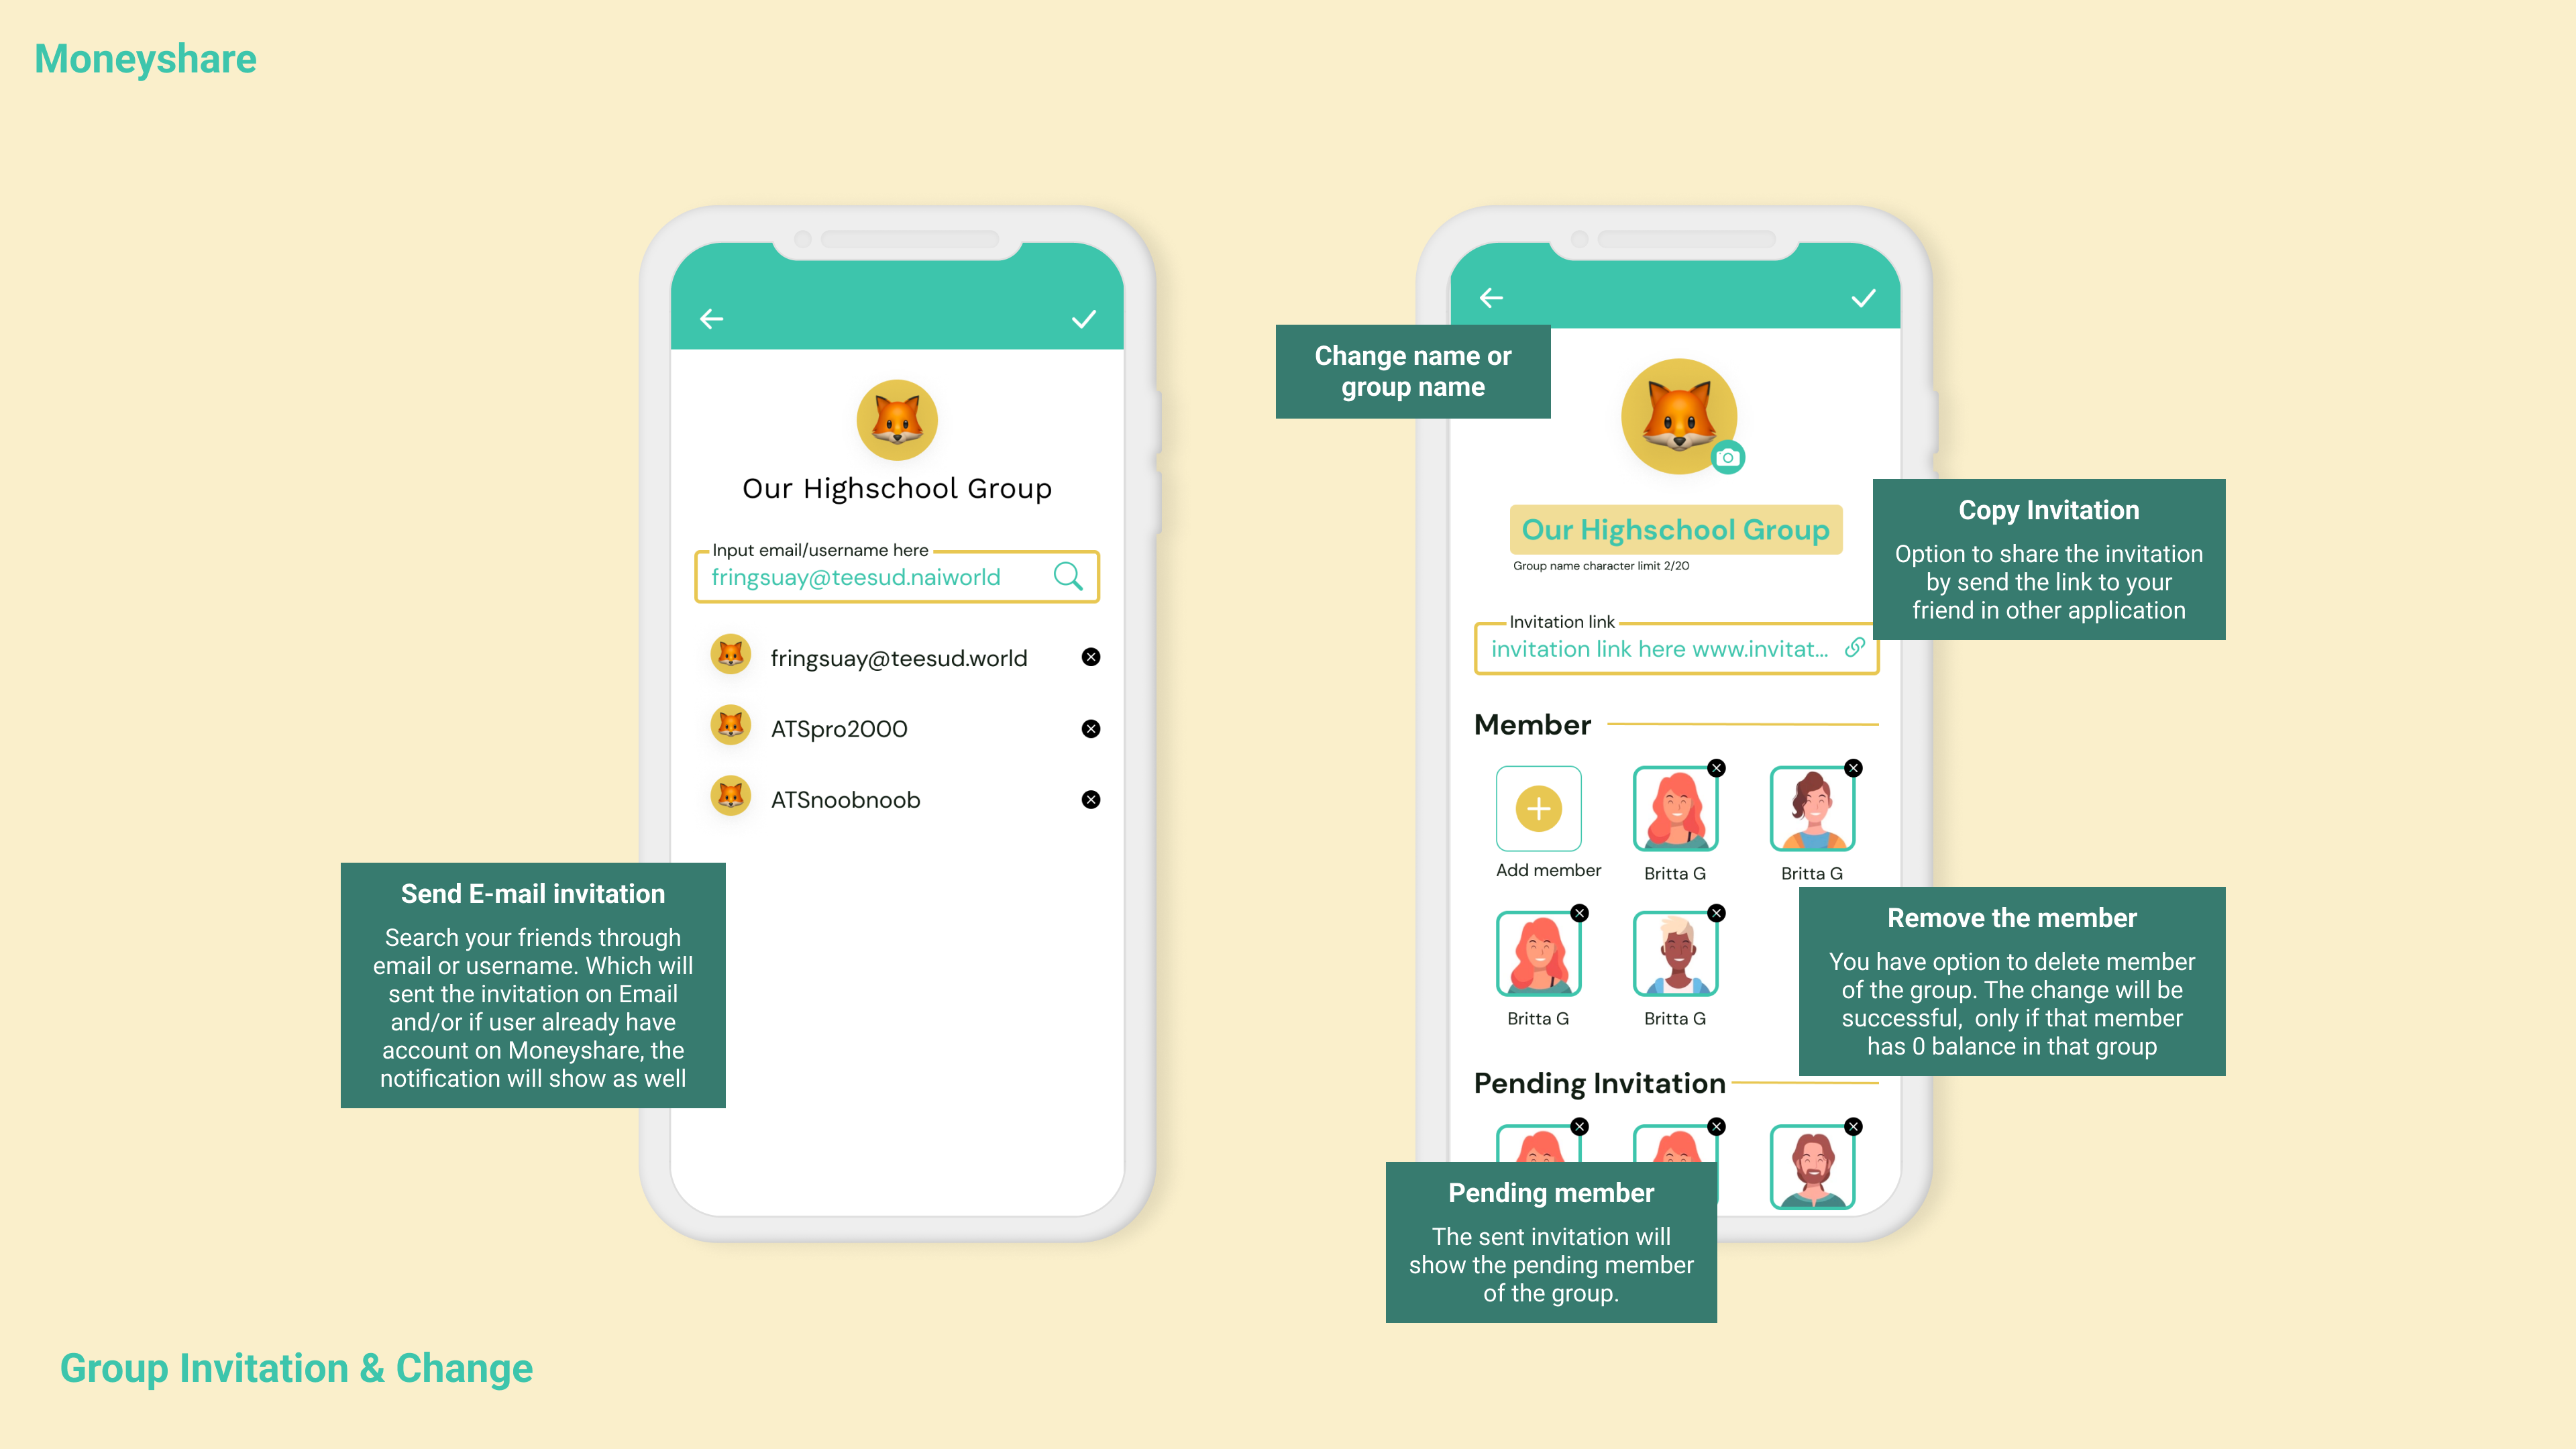 Moneyshare
Our Highschool Group
Input email/username here
fringsuay@teesud.naiworld
fringsuay@teesud.world
ATSpro2000
ATSnoobnoob
Send E-mail invitation
Search your friends through
email or username. Which will
sent the invitation on Email
and/or if user already have
account on Moneyshare, the
notification will show as well
Change name or
group name
Our Highschool Group
Group name character limit 2/20
Copy Invitation
Option to share the invitation
by send the link to your
friend in other application
Invitation link
invitation link here www.invitat...
Member
Add member
Britta G
Britta G
Britta G
Britta G
Remove the member
You have option to delete member
of the group. The change will be
successful,  only if that member
has 0 balance in that group
Pending Invitation
Pending member
The sent invitation will
show the pending member
of the group.
Group Invitation & Change